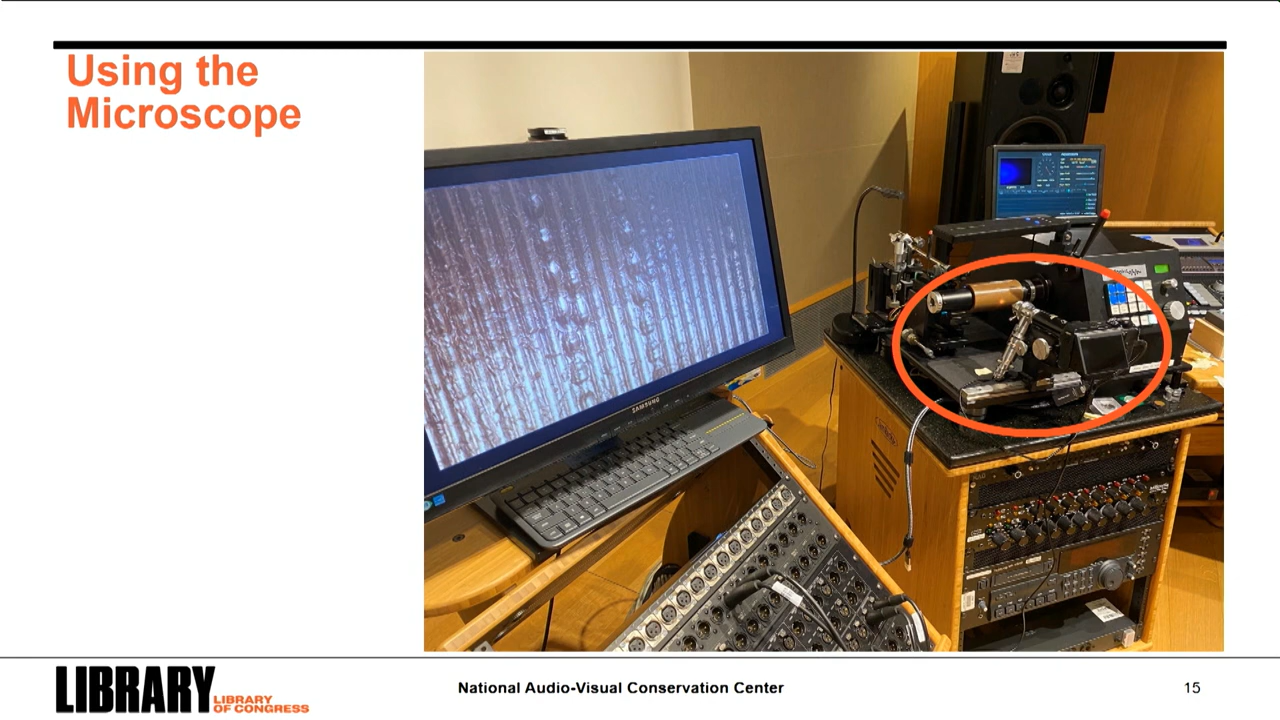 Using the
Microscope
SAMSUNG
LIBRARY
LIBRARY
OF CONGRESS
National Audio-Visual Conservation Center
15